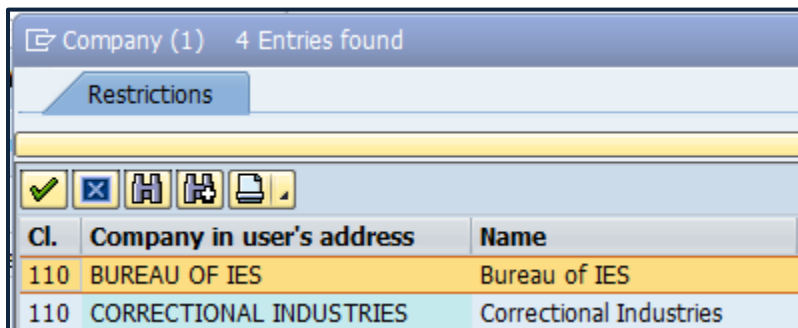 Company (1) 4 Entries found
Restrictions
Cl. Company in user's address Name
110 BUREAU OF IES Bureau of IES
110 CORRECTIONAL INDUSTRIES Correctional Industries